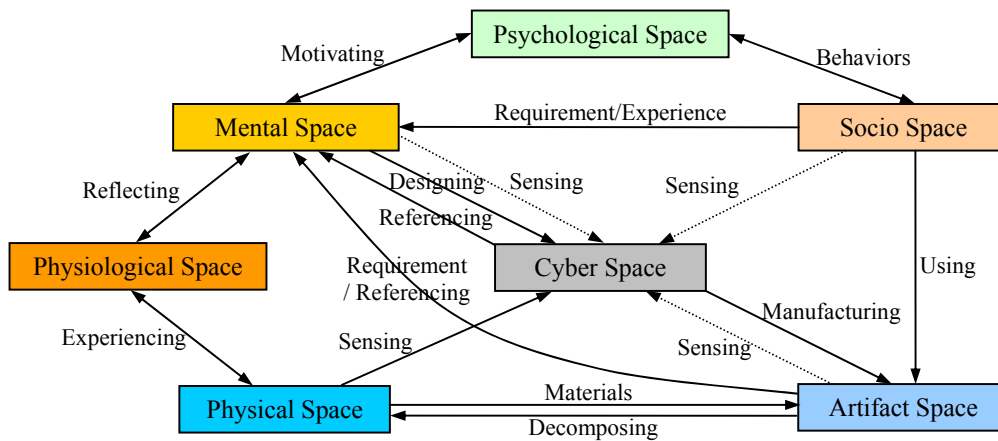 Psychological Space
Motivating
Behaviors
Mental Space
Requirement/Experience
Socio Space
Reflecting
Designing
Sensing
Sensing
Referencing
Physiological Space
Requirement
/ Referencing
Cyber Space
Using
Experiencing
Sensing
Manufacturing
Sensing
Physical Space
Materials
Decomposing
Artifact Space